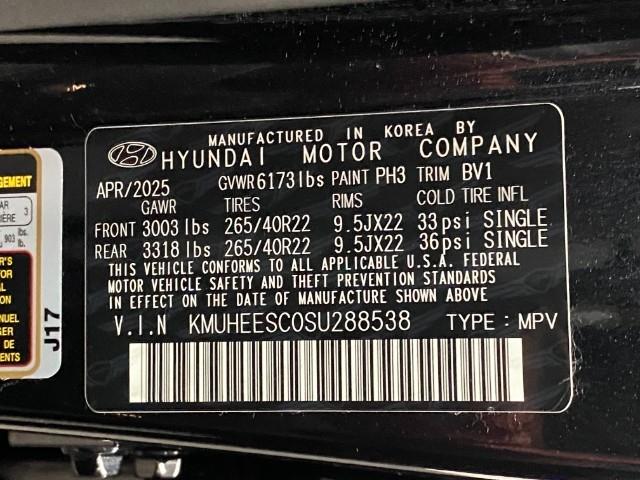 MANUFACTURED IN KOREA BY
HYUNDAI MOTOR COMPANY
APR/2025 GVWR 6173lbs PAINT PH3 TRIM BV1
GAWR TIRES RIMS COLD TIRE INFL
FRONT 3003 lbs 265/40R22 9.5JX22 33psi SINGLE
REAR 3318 lbs 265/40R22 9.5JX22 36psi SINGLE
THIS VEHICLE CONFORMS TO ALL APPLICABLE U.S.A. FEDERAL
MOTOR VEHICLE SAFETY AND THEFT PREVENTION STANDARDS
IN EFFECT ON THE DATE OF MANUFACTURE SHOWN ABOVE
V.I.N KMUHEESC0SU288538 TYPE : MPV
3
903 lbs.
J17